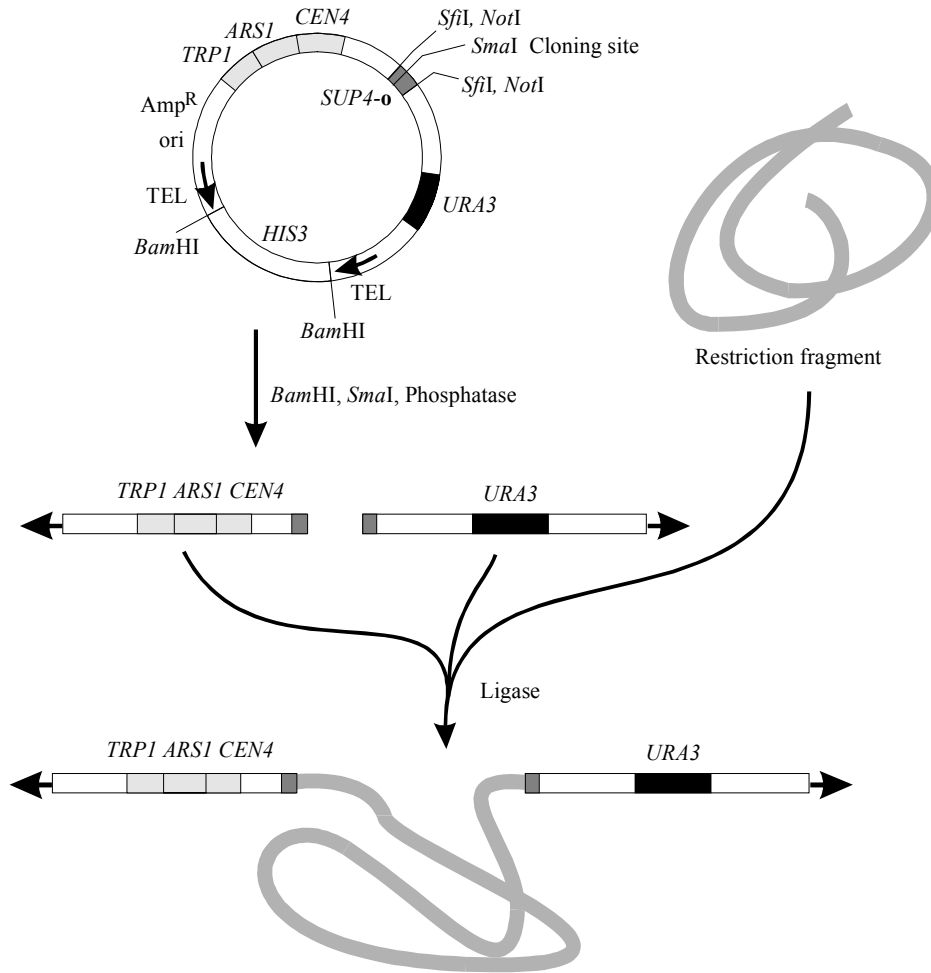 CEN4
ARS1
TRP1
SfiI, NotI
SmaI Cloning site
SfiI, NotI
SUP4-o
AmpR
ori
TEL
URA3
BamHI
HIS3
TEL
BamHI
Restriction fragment
BamHI, SmaI, Phosphatase
TRP1 ARS1 CEN4
URA3
Ligase
TRP1 ARS1 CEN4
URA3